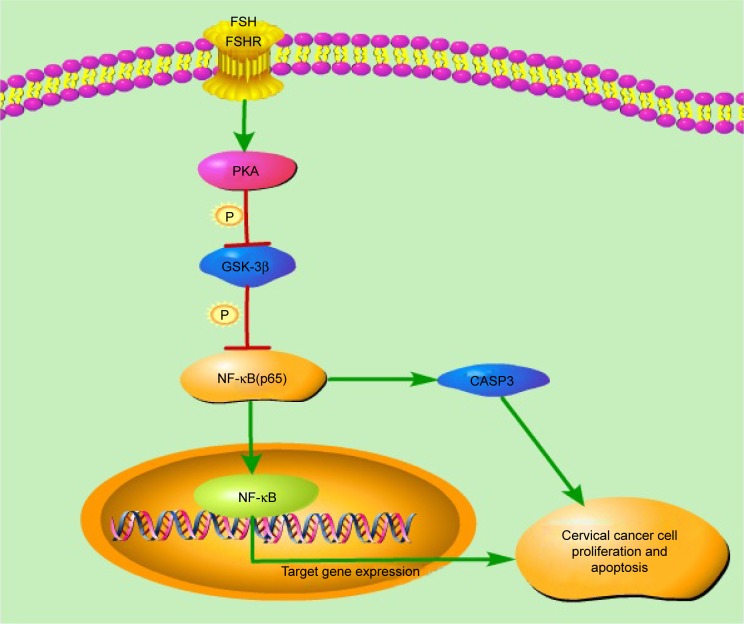 FSH
FSHR
PKA
P
GSK-3β
P
NF-κB(p65)
CASP3
NF-κB
Cervical cancer cell
proliferation and
apoptosis
Target gene expression